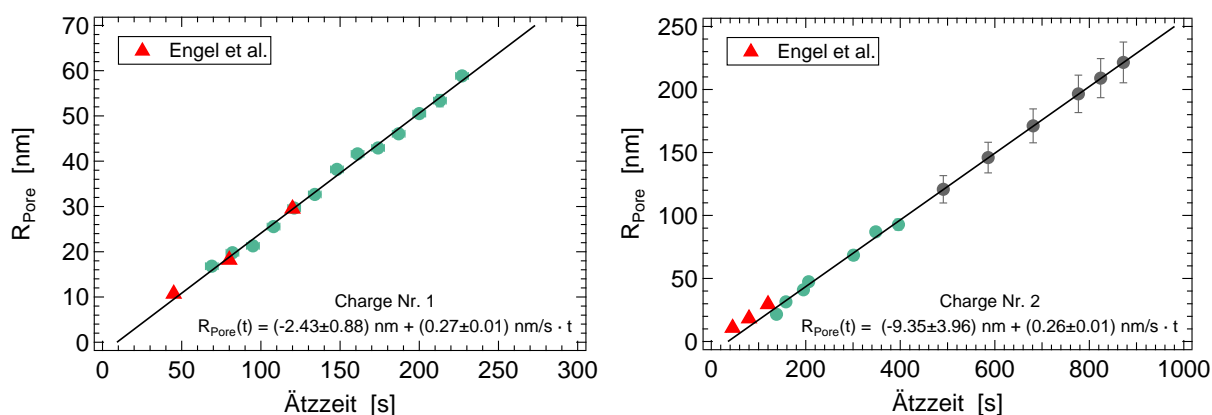 70
60
50
40
30
20
10
0
R_Pore [nm]
Engel et al.
Charge Nr. 1
R_Pore(t) = (-2.43±0.88) nm + (0.27±0.01) nm/s · t
0 50 100 150 200 250 300
Ätzzeit [s]
250
200
150
100
50
0
R_Pore [nm]
Engel et al.
Charge Nr. 2
R_Pore(t) = (-9.35±3.96) nm + (0.26±0.01) nm/s · t
0 200 400 600 800 1000
Ätzzeit [s]